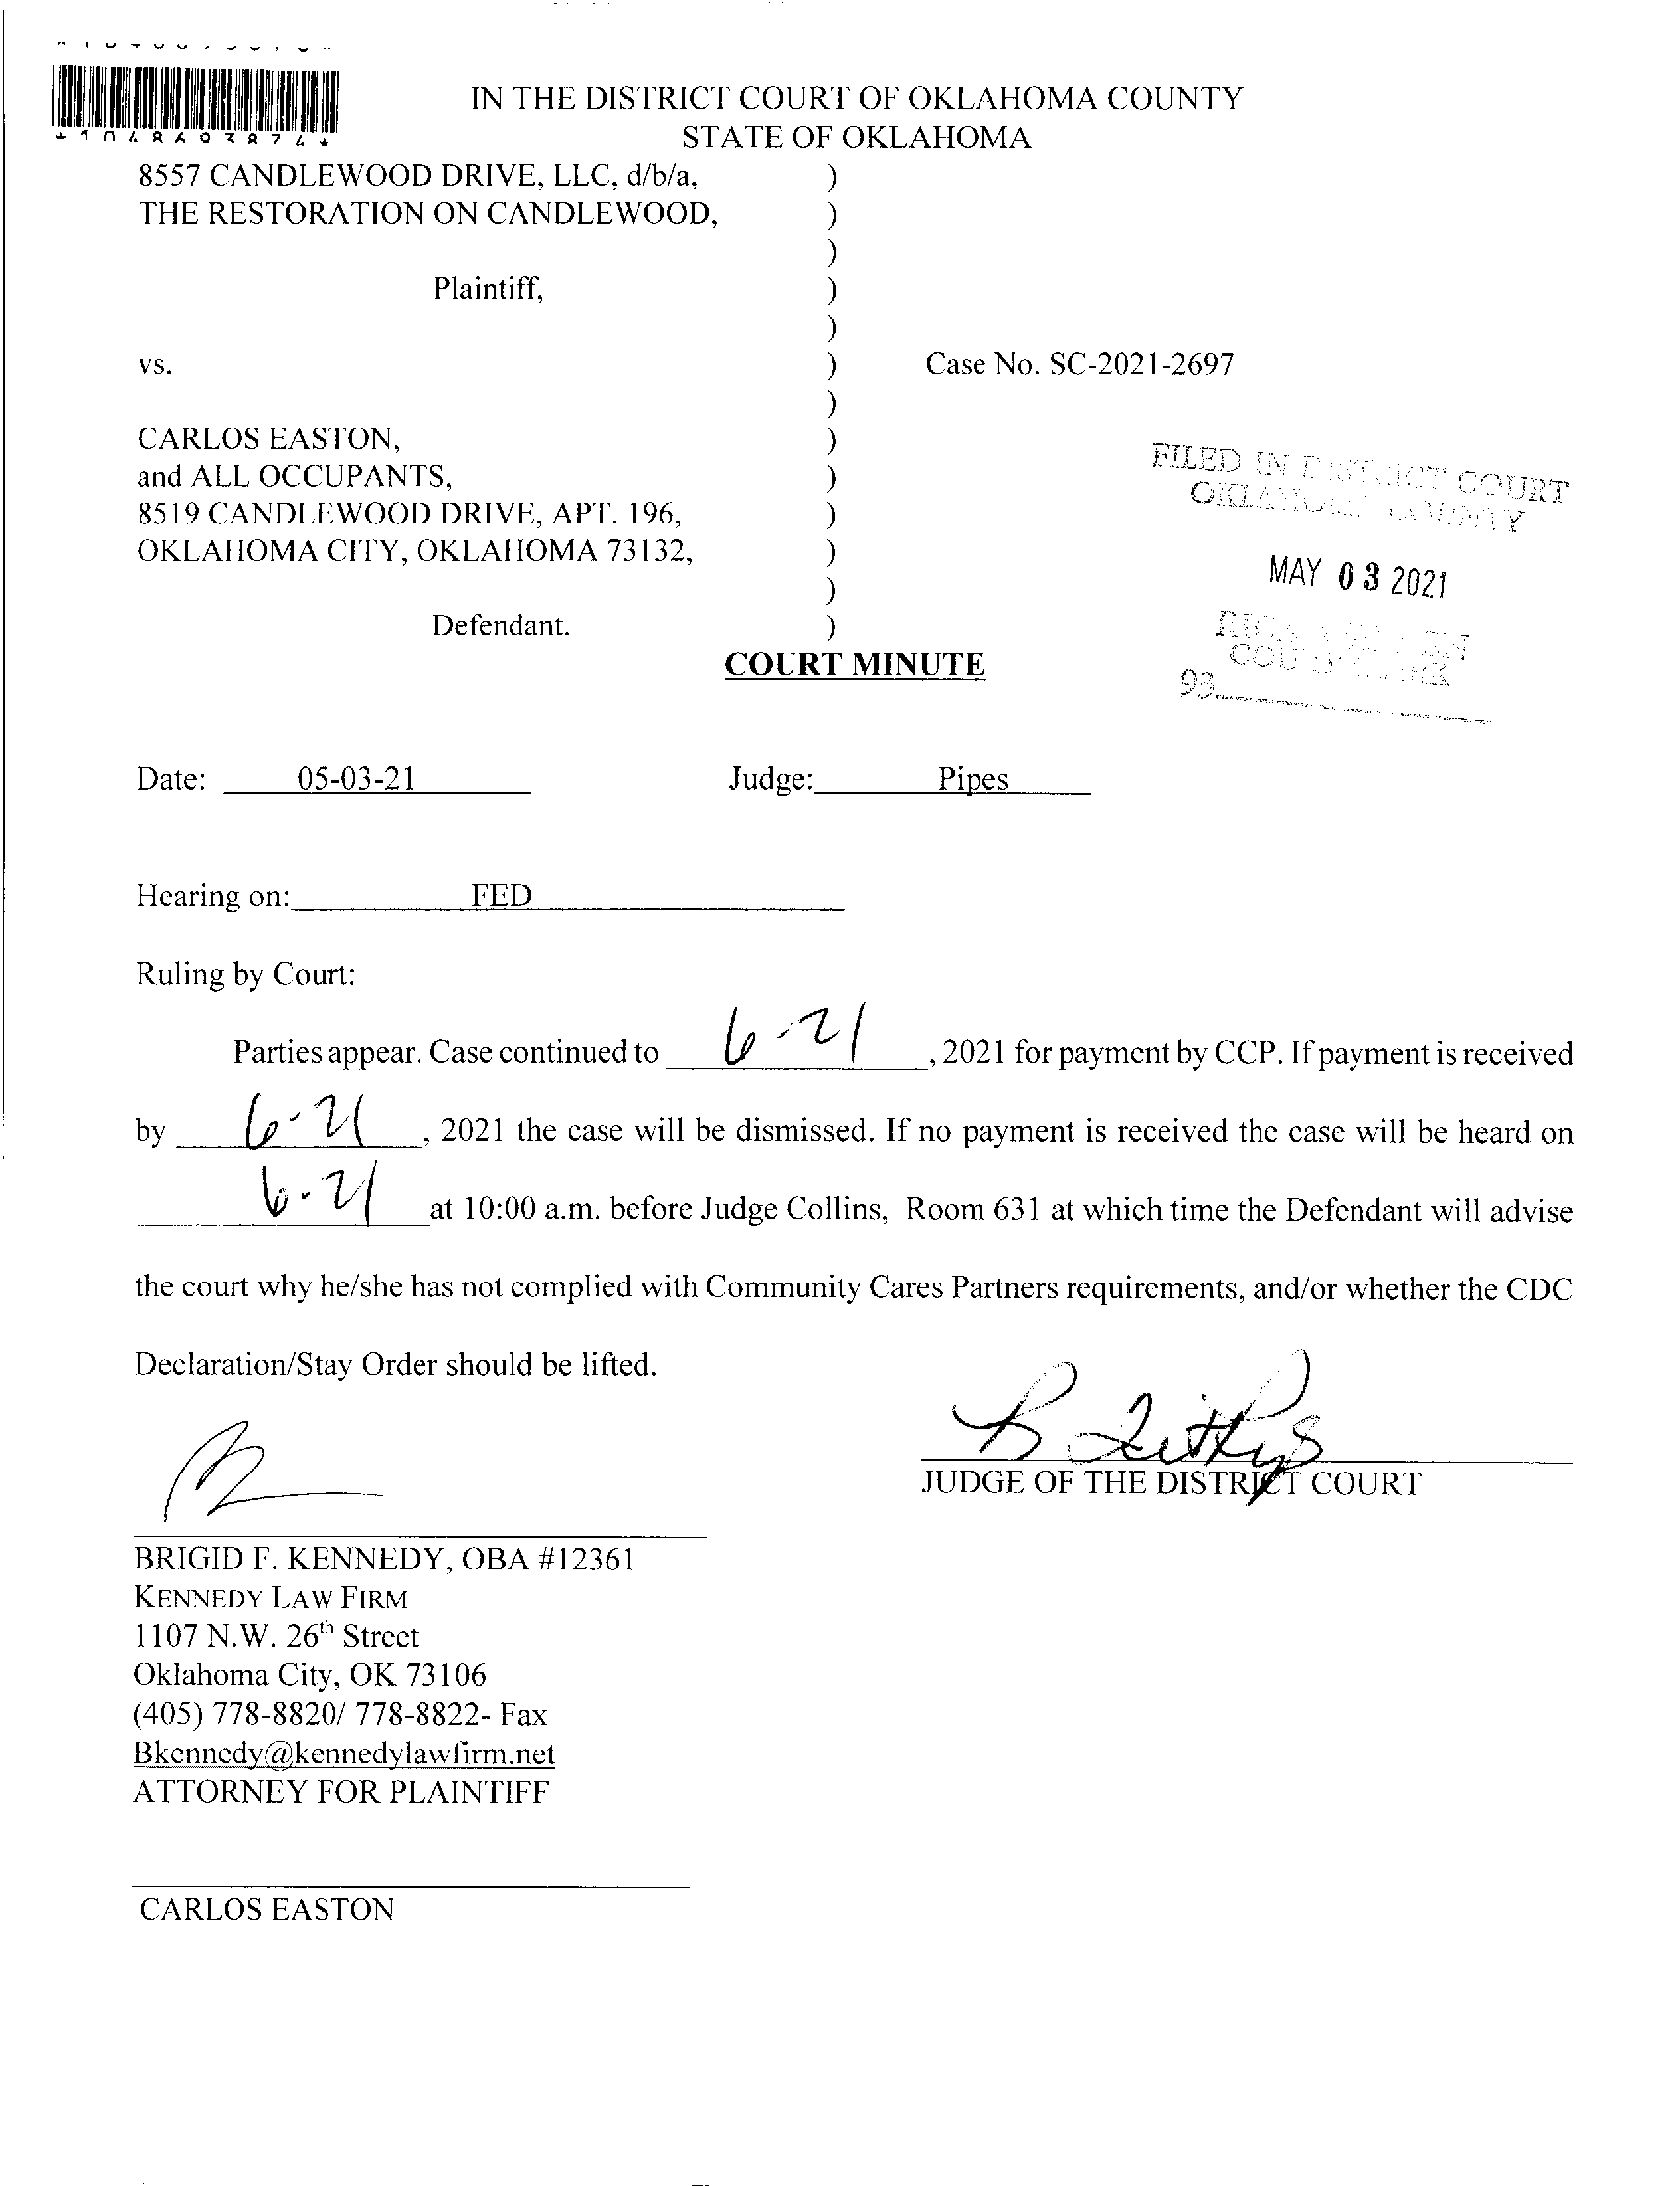 *1048603874*
IN THE DISTRICT COURT OF OKLAHOMA COUNTY
STATE OF OKLAHOMA
8557 CANDLEWOOD DRIVE, LLC, d/b/a, )
THE RESTORATION ON CANDLEWOOD, )
)
Plaintiff, )
)
vs. ) Case No. SC-2021-2697
)
CARLOS EASTON, )
and ALL OCCUPANTS, )
8519 CANDLEWOOD DRIVE, APT. 196, )
OKLAHOMA CITY, OKLAHOMA 73132, )
)
Defendant. )
FILED IN DISTRICT COURT
OKLAHOMA COUNTY
MAY 03 2021
93
COURT MINUTE
Date: 05-03-21 Judge: Pipes
Hearing on: FED
Ruling by Court:
Parties appear. Case continued to 6-21, 2021 for payment by CCP. If payment is received
by 6-21, 2021 the case will be dismissed. If no payment is received the case will be heard on
6-21 at 10:00 a.m. before Judge Collins, Room 631 at which time the Defendant will advise
the court why he/she has not complied with Community Cares Partners requirements, and/or whether the CDC
Declaration/Stay Order should be lifted.
JUDGE OF THE DISTRICT COURT
BRIGID F. KENNEDY, OBA #12361
KENNEDY LAW FIRM
1107 N.W. 26th Street
Oklahoma City, OK 73106
(405) 778-8820/ 778-8822- Fax
Bkennedy@kennedylawfirm.net
ATTORNEY FOR PLAINTIFF
CARLOS EASTON